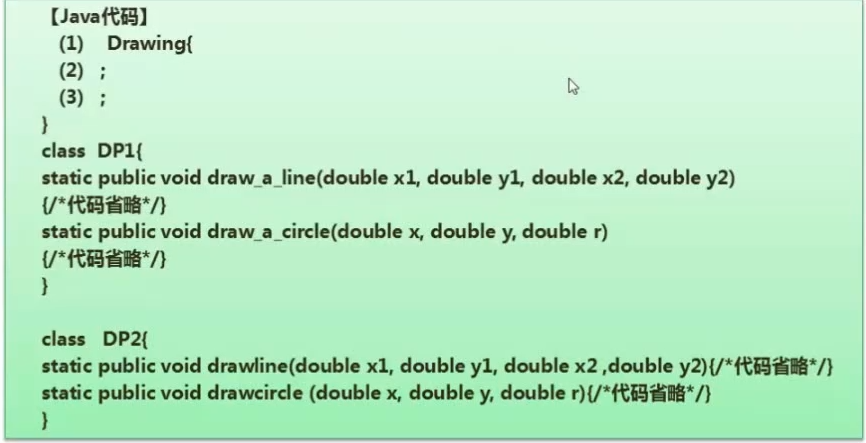 【Java代码】
(1) Drawing{
(2) ;
(3) ;
}
class DP1{
static public void draw_a_line(double x1, double y1, double x2, double y2)
{/*代码省略*/}
static public void draw_a_circle(double x, double y, double r)
{/*代码省略*/}
}
class DP2{
static public void drawline(double x1, double y1, double x2 ,double y2){/*代码省略*/}
static public void drawcircle (double x, double y, double r){/*代码省略*/}
}